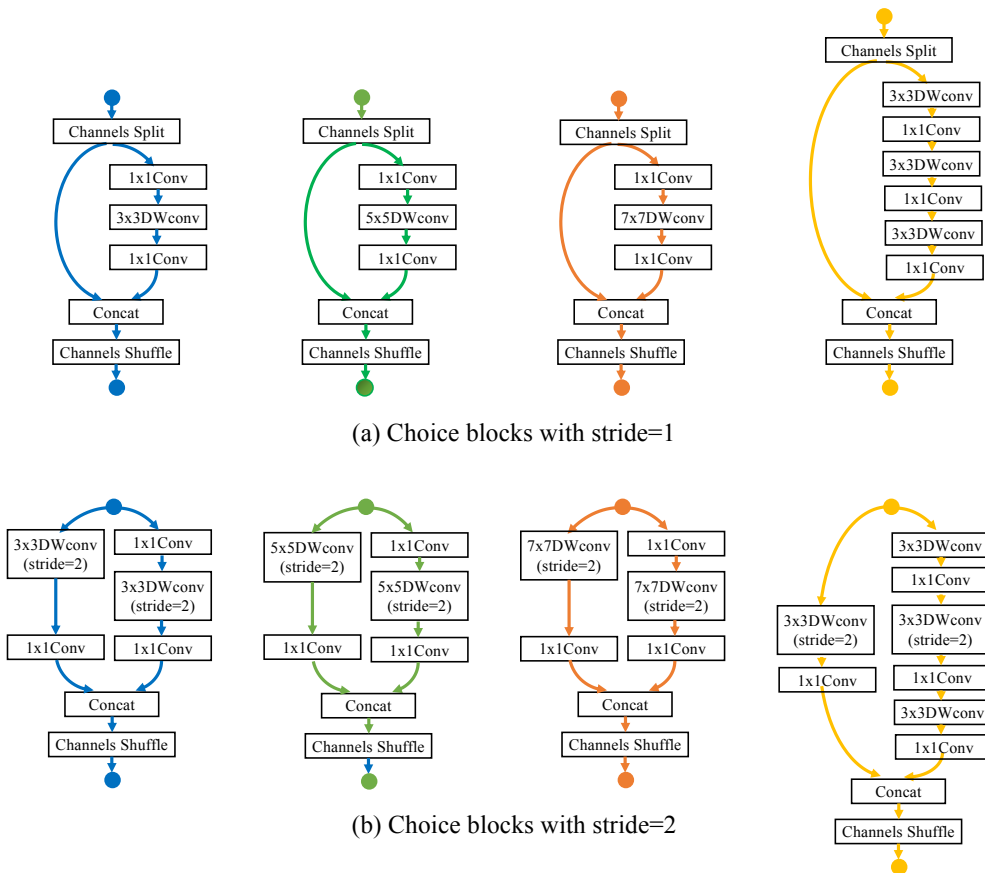 Channels Split
1x1Conv
3x3DWconv
1x1Conv
Concat
Channels Shuffle
Channels Split
1x1Conv
5x5DWconv
1x1Conv
Concat
Channels Shuffle
Channels Split
1x1Conv
7x7DWconv
1x1Conv
Concat
Channels Shuffle
Channels Split
3x3DWconv
1x1Conv
3x3DWconv
1x1Conv
3x3DWconv
1x1Conv
Concat
Channels Shuffle
(a) Choice blocks with stride=1
3x3DWconv
(stride=2)
1x1Conv
1x1Conv
3x3DWconv
(stride=2)
1x1Conv
Concat
Channels Shuffle
5x5DWconv
(stride=2)
1x1Conv
1x1Conv
5x5DWconv
(stride=2)
1x1Conv
Concat
Channels Shuffle
7x7DWconv
(stride=2)
1x1Conv
1x1Conv
7x7DWconv
(stride=2)
1x1Conv
Concat
Channels Shuffle
3x3DWconv
(stride=2)
1x1Conv
3x3DWconv
1x1Conv
3x3DWconv
(stride=2)
1x1Conv
3x3DWconv
1x1Conv
Concat
Channels Shuffle
(b) Choice blocks with stride=2